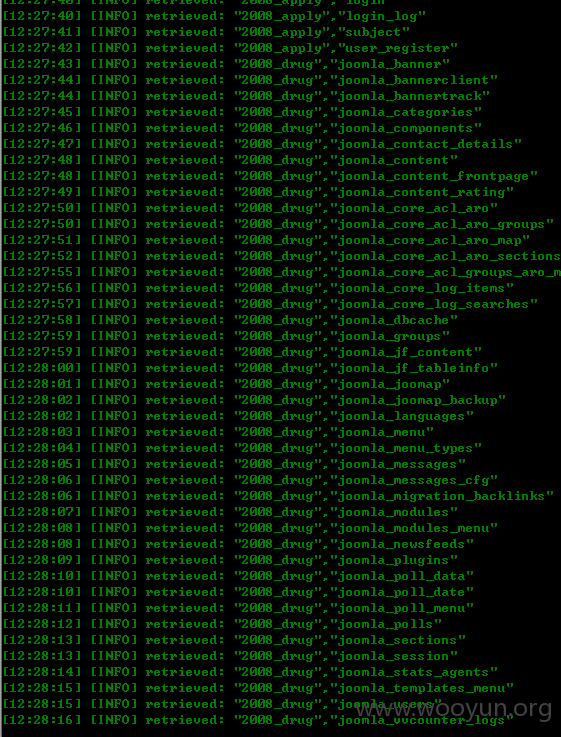 [12:27:40] [INFO] retrieved: "2008_apply","login"
[12:27:40] [INFO] retrieved: "2008_apply","login_log"
[12:27:41] [INFO] retrieved: "2008_apply","subject"
[12:27:42] [INFO] retrieved: "2008_apply","user_register"
[12:27:43] [INFO] retrieved: "2008_drug","joomla_banner"
[12:27:44] [INFO] retrieved: "2008_drug","joomla_bannerclient"
[12:27:44] [INFO] retrieved: "2008_drug","joomla_bannertrack"
[12:27:45] [INFO] retrieved: "2008_drug","joomla_categories"
[12:27:46] [INFO] retrieved: "2008_drug","joomla_components"
[12:27:47] [INFO] retrieved: "2008_drug","joomla_contact_details"
[12:27:48] [INFO] retrieved: "2008_drug","joomla_content"
[12:27:48] [INFO] retrieved: "2008_drug","joomla_content_frontpage"
[12:27:49] [INFO] retrieved: "2008_drug","joomla_content_rating"
[12:27:50] [INFO] retrieved: "2008_drug","joomla_core_acl_aro"
[12:27:50] [INFO] retrieved: "2008_drug","joomla_core_acl_aro_groups"
[12:27:51] [INFO] retrieved: "2008_drug","joomla_core_acl_aro_map"
[12:27:52] [INFO] retrieved: "2008_drug","joomla_core_acl_aro_sections
[12:27:55] [INFO] retrieved: "2008_drug","joomla_core_acl_groups_aro_m
[12:27:56] [INFO] retrieved: "2008_drug","joomla_core_log_items"
[12:27:57] [INFO] retrieved: "2008_drug","joomla_core_log_searches"
[12:27:58] [INFO] retrieved: "2008_drug","joomla_dbcache"
[12:27:59] [INFO] retrieved: "2008_drug","joomla_groups"
[12:27:59] [INFO] retrieved: "2008_drug","joomla_jf_content"
[12:28:00] [INFO] retrieved: "2008_drug","joomla_jf_tableinfo"
[12:28:01] [INFO] retrieved: "2008_drug","joomla_joomap"
[12:28:02] [INFO] retrieved: "2008_drug","joomla_joomap_backup"
[12:28:02] [INFO] retrieved: "2008_drug","joomla_languages"
[12:28:03] [INFO] retrieved: "2008_drug","joomla_menu"
[12:28:04] [INFO] retrieved: "2008_drug","joomla_menu_types"
[12:28:05] [INFO] retrieved: "2008_drug","joomla_messages"
[12:28:06] [INFO] retrieved: "2008_drug","joomla_messages_cfg"
[12:28:06] [INFO] retrieved: "2008_drug","joomla_migration_backlinks"
[12:28:07] [INFO] retrieved: "2008_drug","joomla_modules"
[12:28:08] [INFO] retrieved: "2008_drug","joomla_modules_menu"
[12:28:08] [INFO] retrieved: "2008_drug","joomla_newsfeeds"
[12:28:09] [INFO] retrieved: "2008_drug","joomla_plugins"
[12:28:10] [INFO] retrieved: "2008_drug","joomla_poll_data"
[12:28:10] [INFO] retrieved: "2008_drug","joomla_poll_date"
[12:28:11] [INFO] retrieved: "2008_drug","joomla_poll_menu"
[12:28:12] [INFO] retrieved: "2008_drug","joomla_polls"
[12:28:13] [INFO] retrieved: "2008_drug","joomla_sections"
[12:28:13] [INFO] retrieved: "2008_drug","joomla_session"
[12:28:14] [INFO] retrieved: "2008_drug","joomla_stats_agents"
[12:28:15] [INFO] retrieved: "2008_drug","joomla_templates_menu"
[12:28:15] [INFO] retrieved: "2008_drug","joomla_users"
[12:28:16] [INFO] retrieved: "2008_drug","joomla_vvcounter_logs"
www.wooyun.org